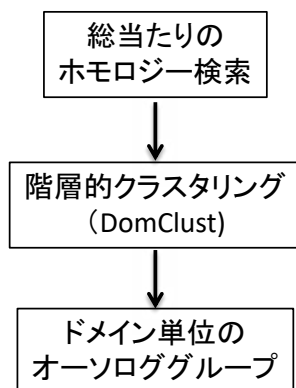 総当たりの
ホモロジー検索
階層的クラスタリング
（DomClust)
ドメイン単位の
オーソロググループ